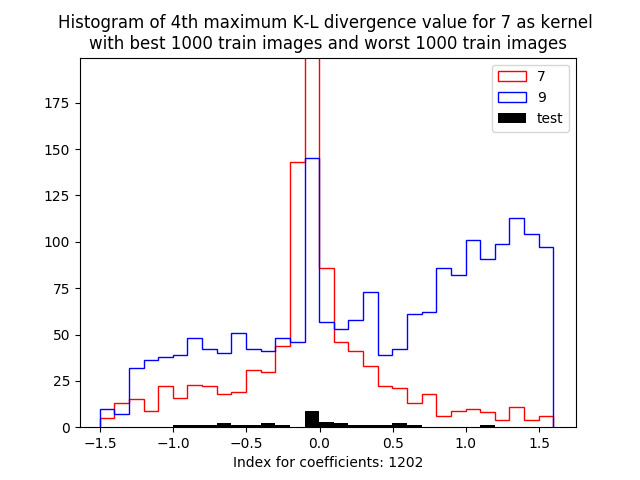 Histogram of 4th maximum K-L divergence value for 7 as kernel
with best 1000 train images and worst 1000 train images
7
9
test
175
150
125
100
75
50
25
0
−1.5 −1.0 −0.5 0.0 0.5 1.0 1.5
Index for coefficients: 1202